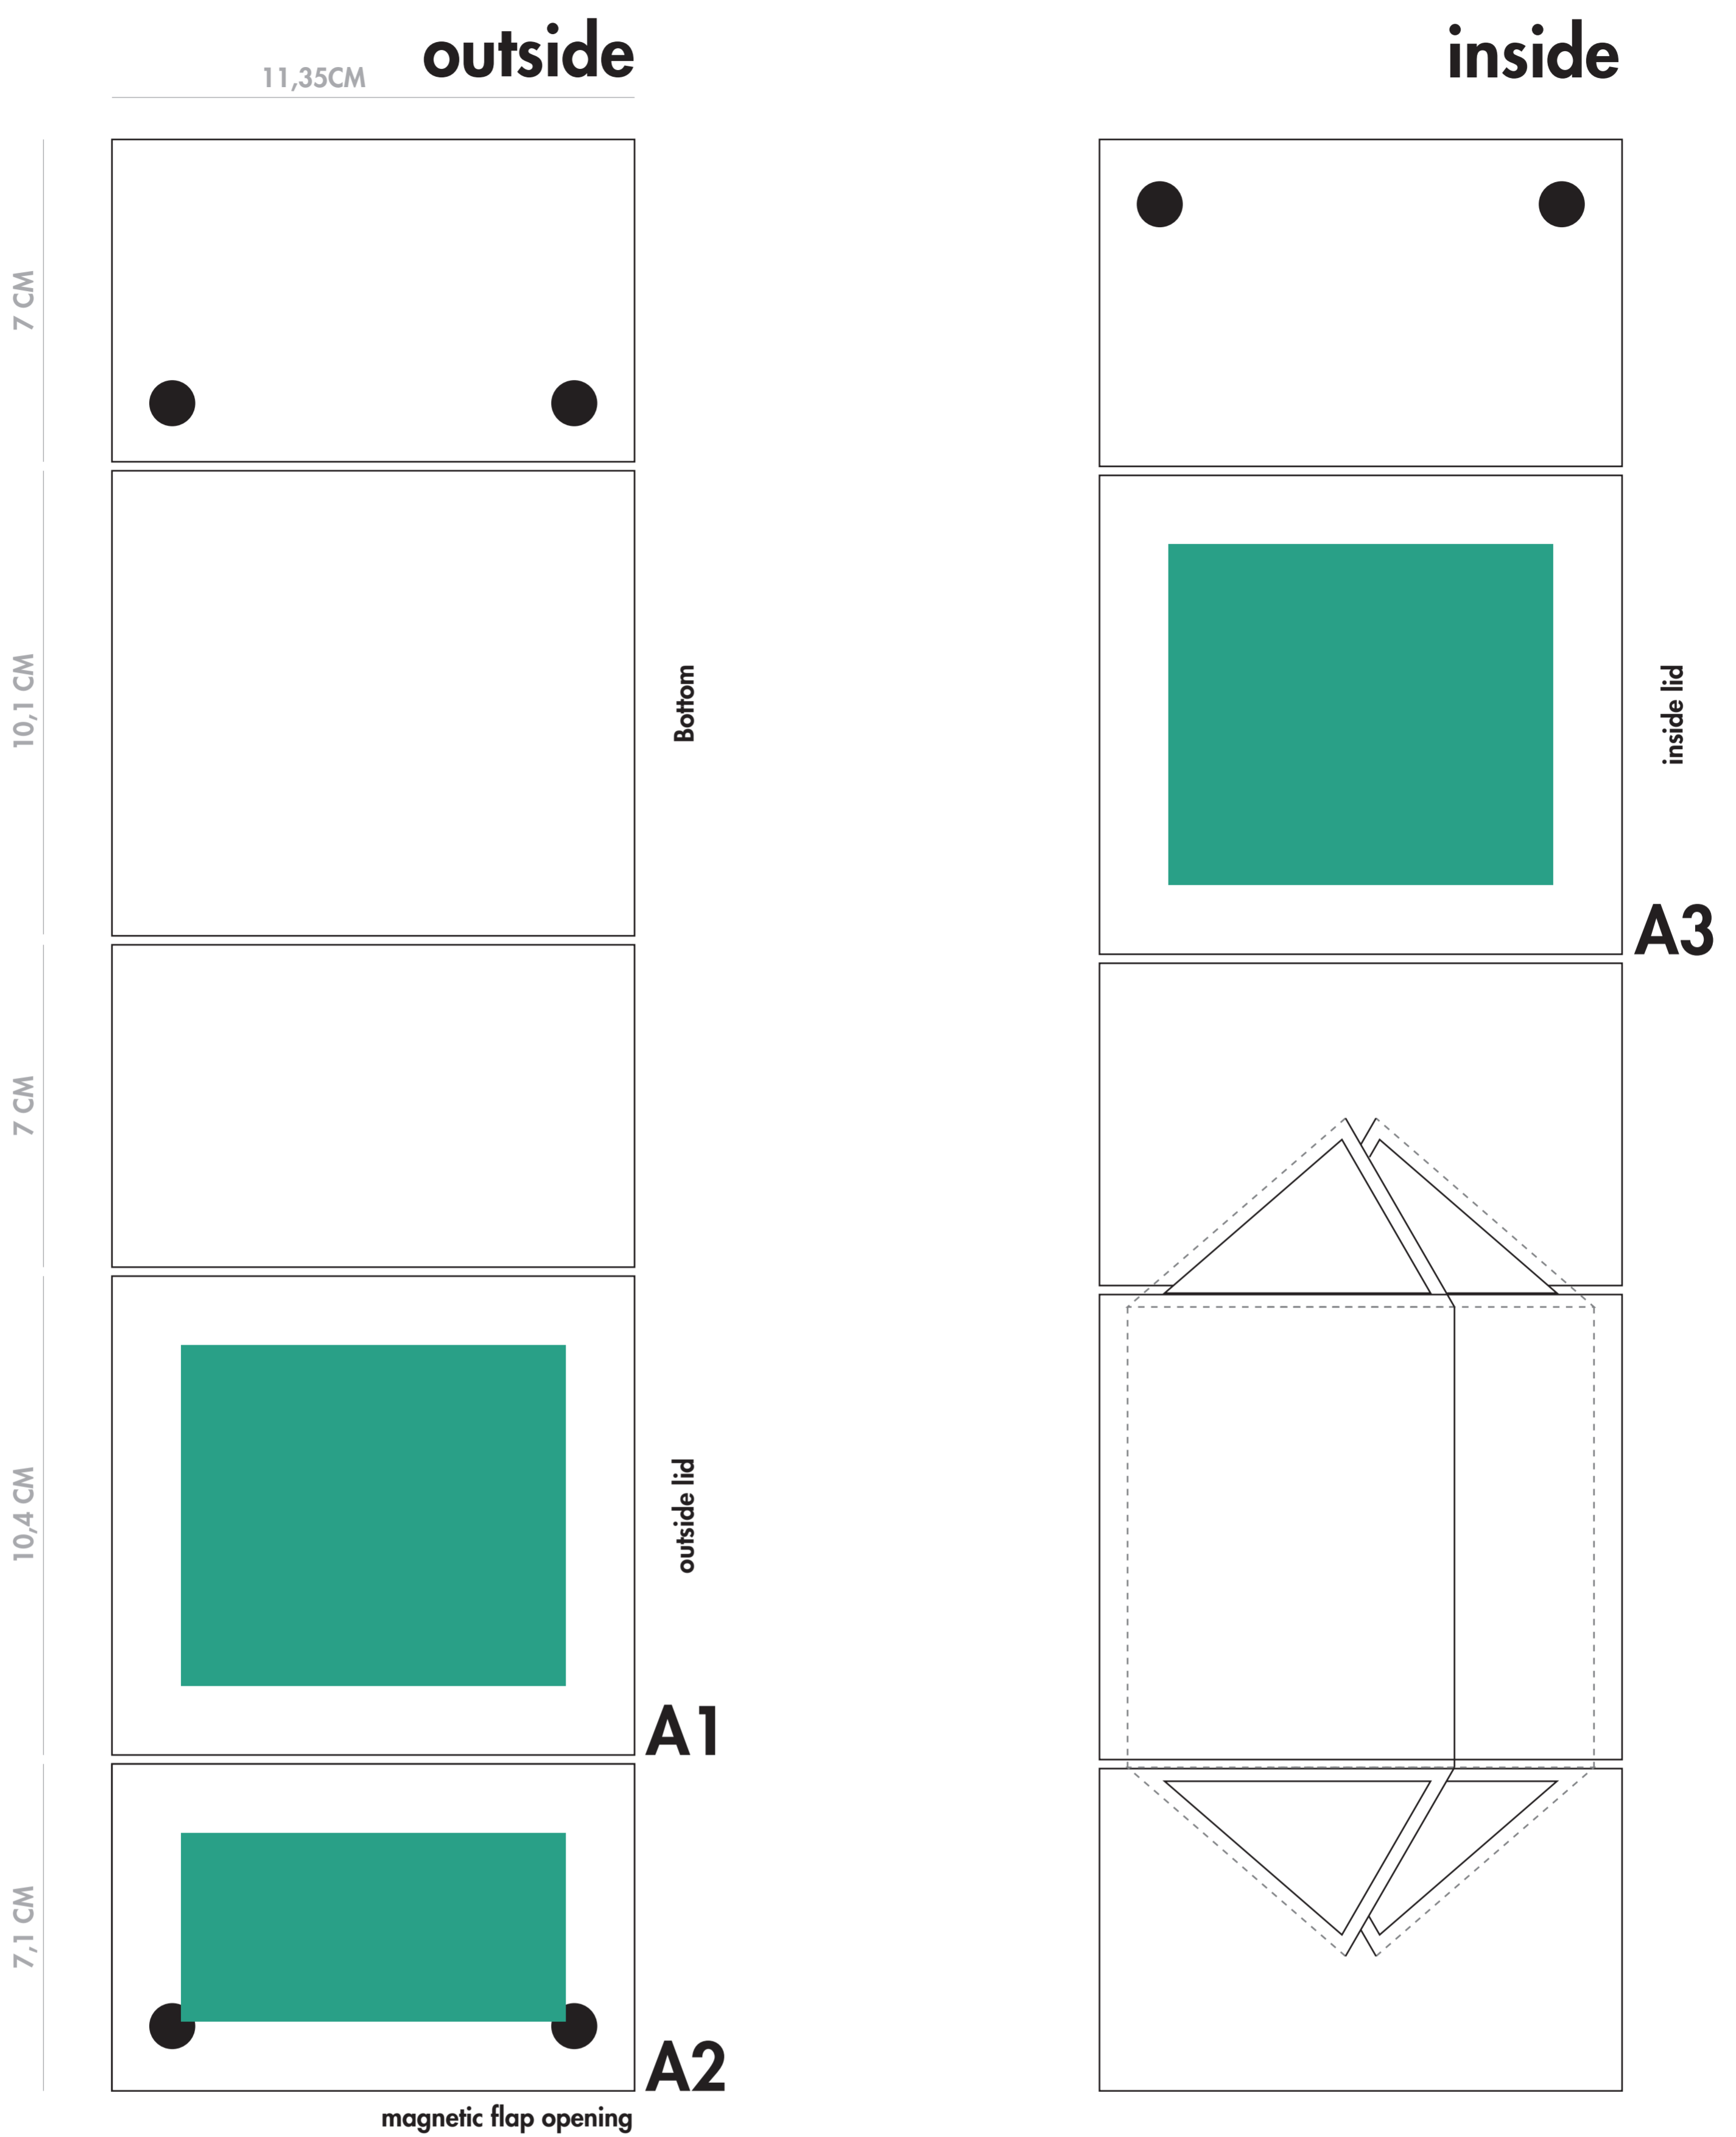 outside
inside
11,35CM
7 CM
10,1 CM
Bottom
inside lid
A3
7 CM
10,4 CM
outside lid
A1
7,1 CM
A2
magnetic flap opening